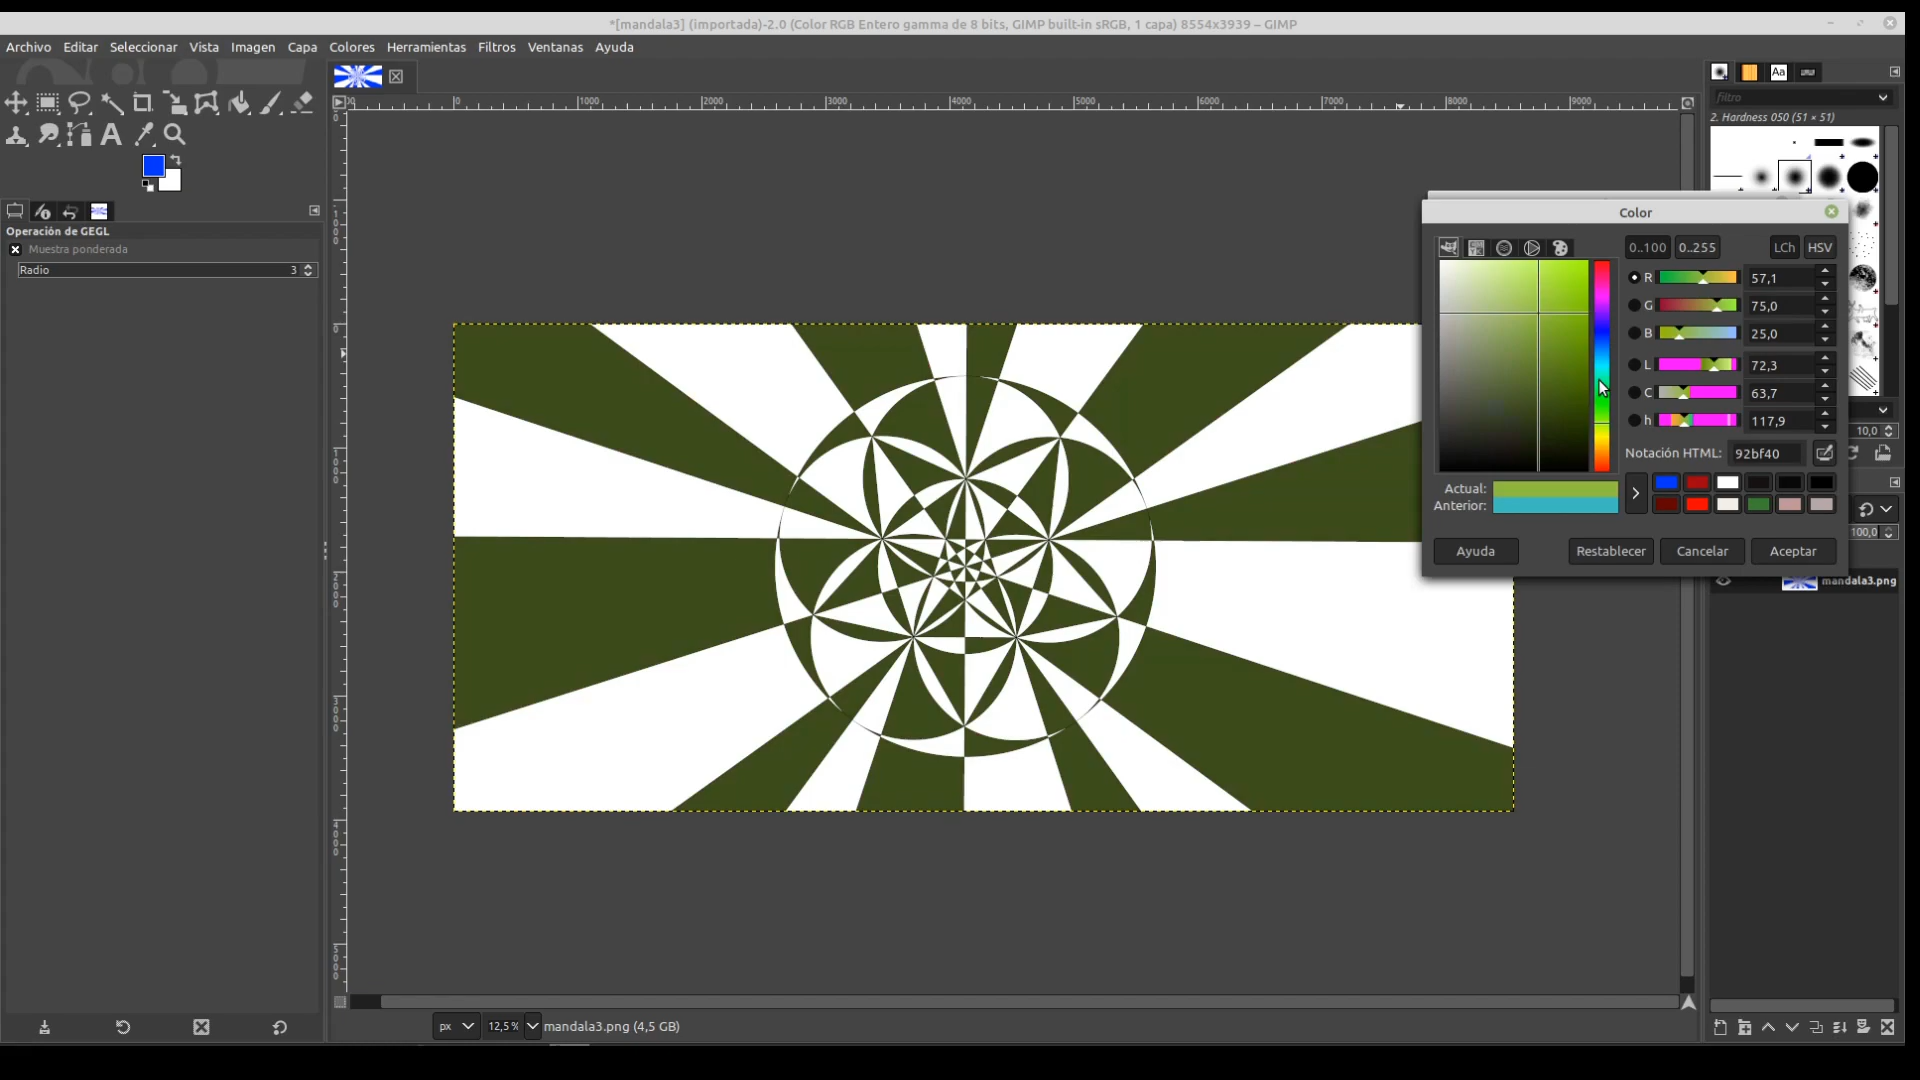 *[mandala3] (importada)-2.0 (Color RGB Entero gamma de 8 bits, GIMP built-in sRGB, 1 capa) 8554x3939 – GIMP
Archivo Editar Seleccionar Vista Imagen Capa Colores Herramientas Filtros Ventanas Ayuda
Aa
0 1000 2000 3000 4000 5000 6000 7000 8000 9000
filtro
2. Hardness 050 (51 × 51)
Operación de GEGL
Muestra ponderada
Radio 3
Color
0..100 0..255 LCh HSV
R 57,1
G 75,0
B 25,0
L 72,3
C 63,7
h 117,9
10,0
Notación HTML: 92bf40
Actual:
Anterior:
100,0
Ayuda Restablecer Cancelar Aceptar
mandala3.png
px 12,5 % mandala3.png (4,5 GB)